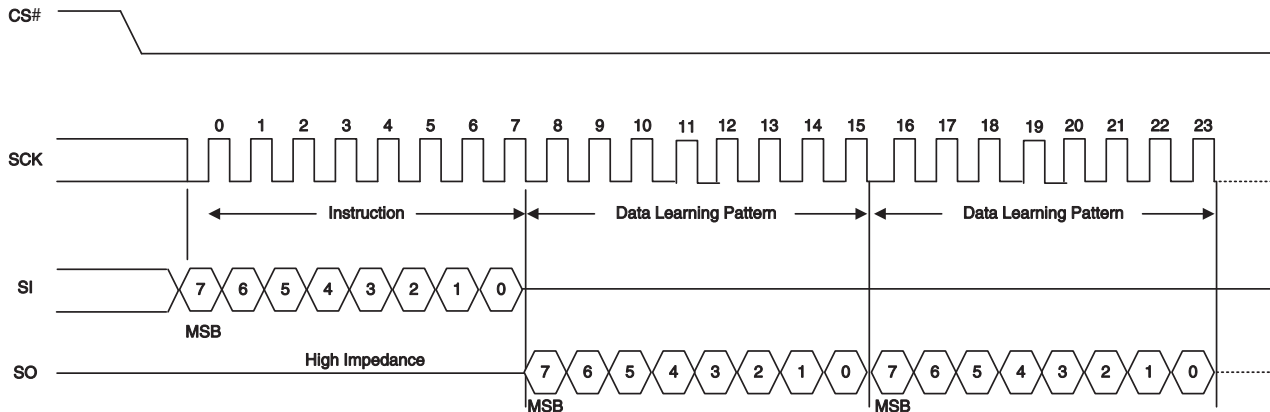 CS#
0 1 2 3 4 5 6 7 8 9 10 11 12 13 14 15 16 17 18 19 20 21 22 23
SCK
Instruction Data Learning Pattern Data Learning Pattern
SI 7 6 5 4 3 2 1 0
MSB
High Impedance
SO 7 6 5 4 3 2 1 0 7 6 5 4 3 2 1 0
MSB MSB